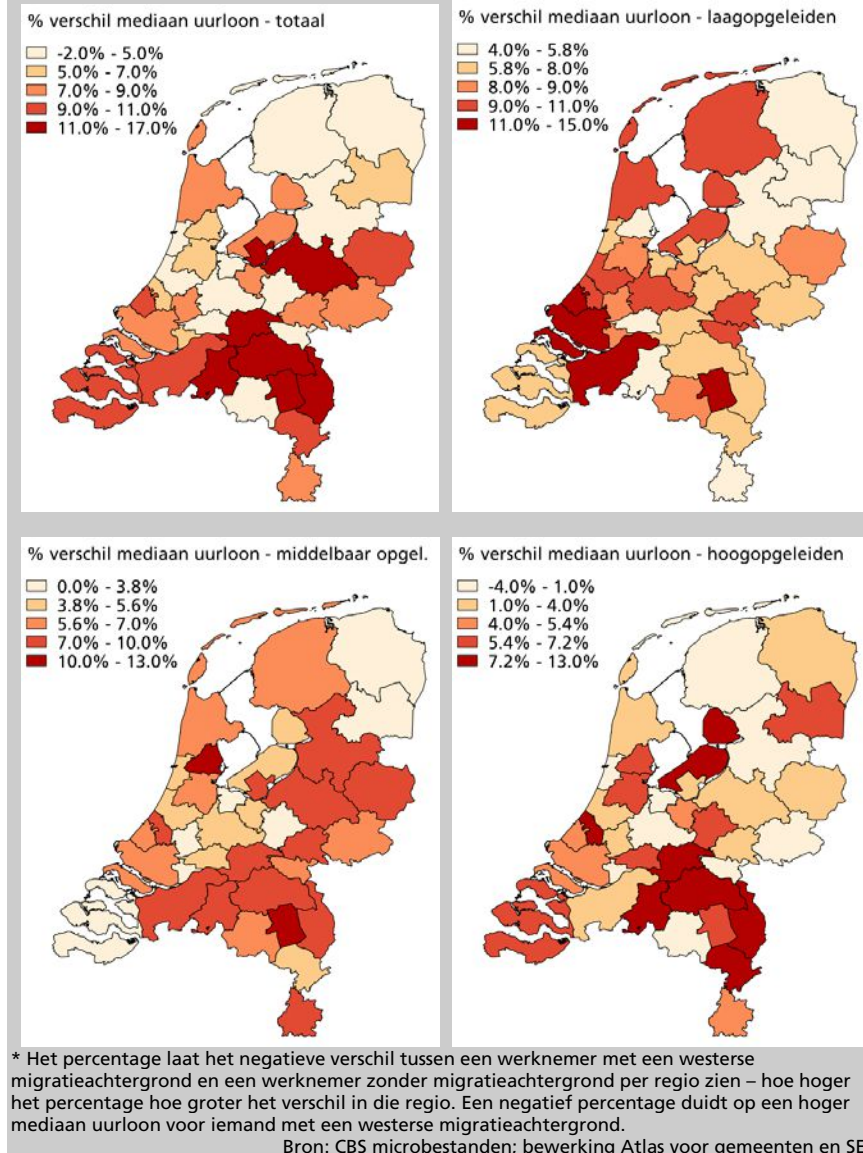 % verschil mediaan uurloon - totaal
-2.0% - 5.0%
5.0% - 7.0%
7.0% - 9.0%
9.0% - 11.0%
11.0% - 17.0%
% verschil mediaan uurloon - laagopgeleiden
4.0% - 5.8%
5.8% - 8.0%
8.0% - 9.0%
9.0% - 11.0%
11.0% - 15.0%
% verschil mediaan uurloon - middelbaar opgel.
0.0% - 3.8%
3.8% - 5.6%
5.6% - 7.0%
7.0% - 10.0%
10.0% - 13.0%
% verschil mediaan uurloon - hoogopgeleiden
-4.0% - 1.0%
1.0% - 4.0%
4.0% - 5.4%
5.4% - 7.2%
7.2% - 13.0%
* Het percentage laat het negatieve verschil tussen een werknemer met een westerse
migratieachtergrond en een werknemer zonder migratieachtergrond per regio zien – hoe hoger
het percentage hoe groter het verschil in die regio. Een negatief percentage duidt op een hoger
mediaan uurloon voor iemand met een westerse migratieachtergrond.
Bron: CBS microbestanden; bewerking Atlas voor gemeenten en SE